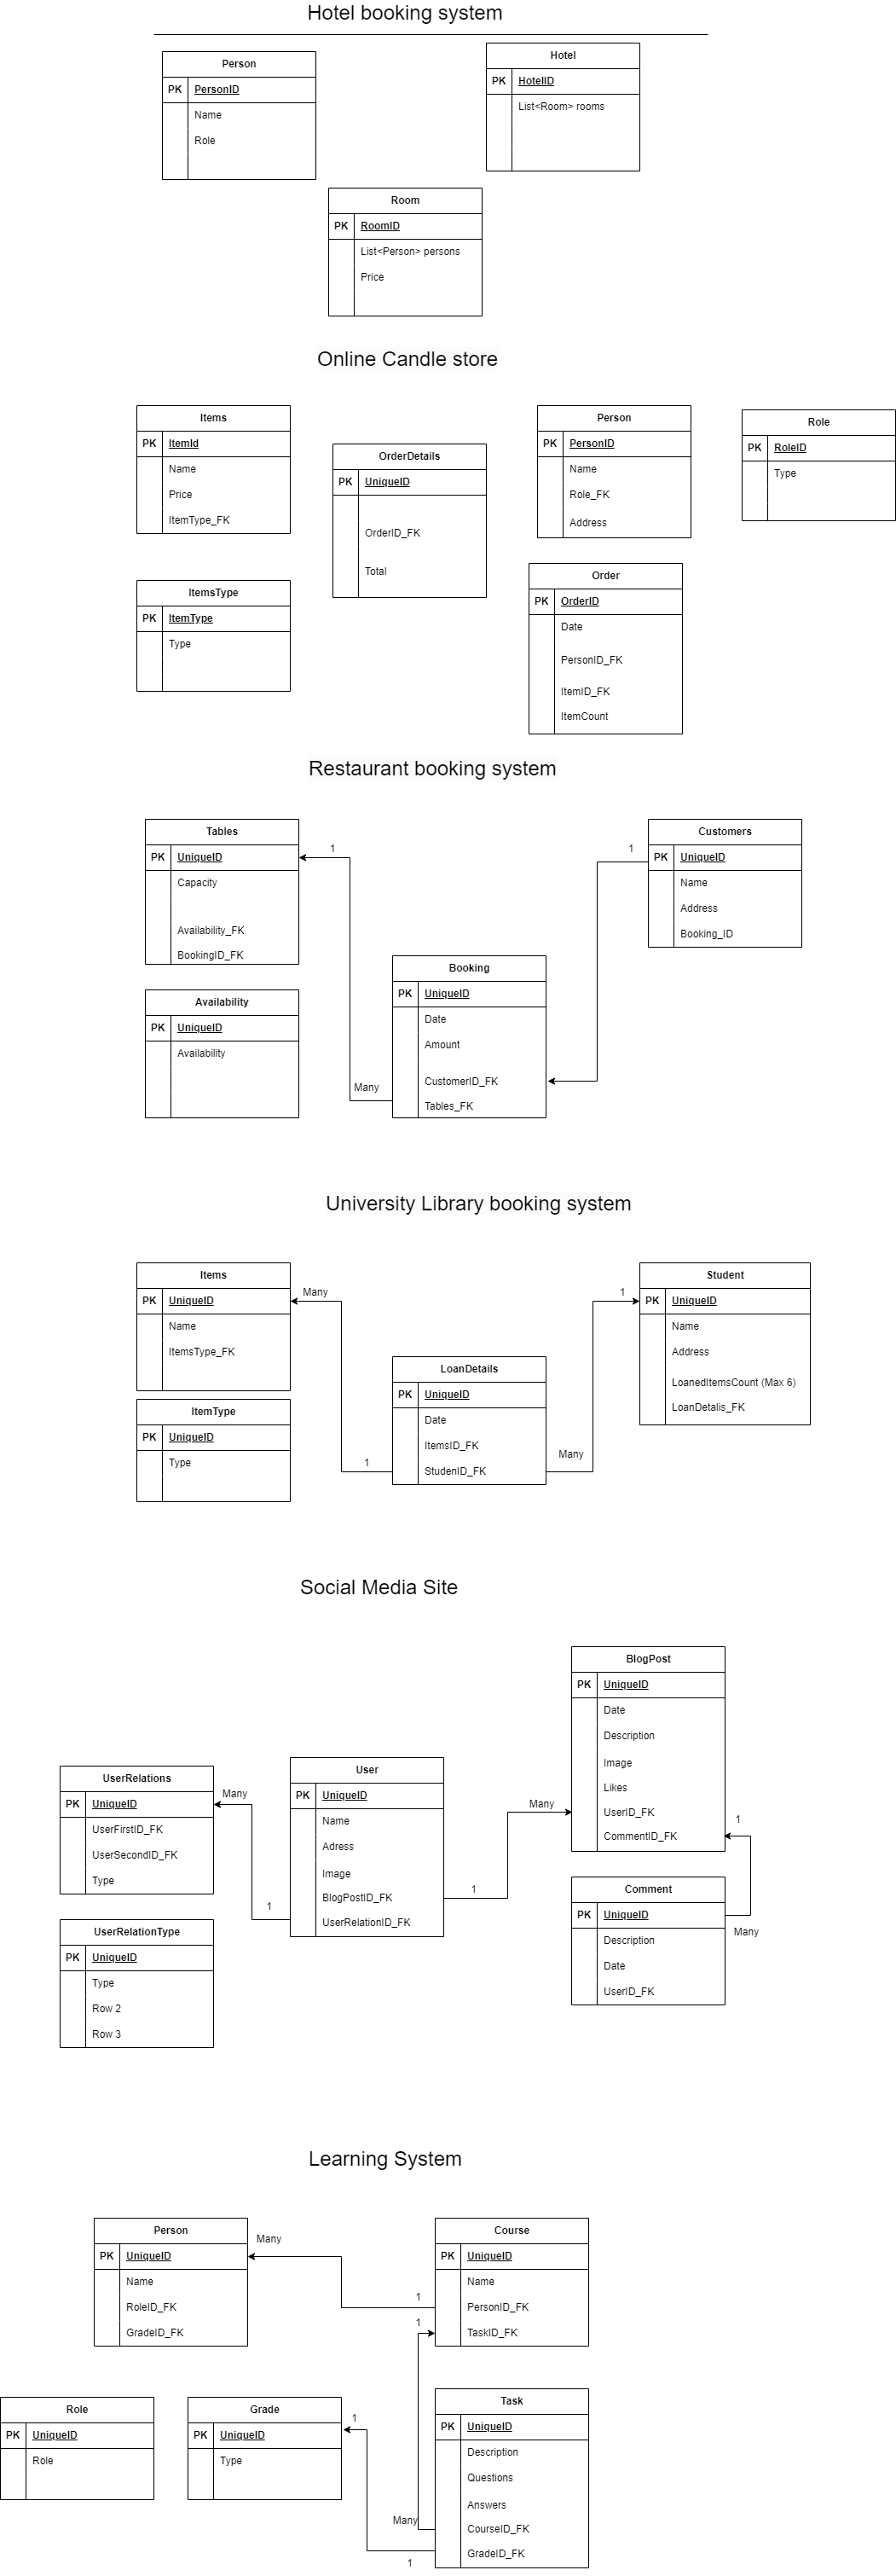 Hotel booking system
Person
PK PersonID
Name
Role
Hotel
PK HotelID
List<Room> rooms
Room
PK RoomID
List<Person> persons
Price
Online Candle store
Items
PK ItemId
Name
Price
ItemType_FK
OrderDetails
PK UniqueID
OrderID_FK
Total
Person
PK PersonID
Name
Role_FK
Address
Role
PK RoleID
Type
ItemsType
PK ItemType
Type
Order
PK OrderID
Date
PersonID_FK
ItemID_FK
ItemCount
Restaurant booking system
Tables
PK UniqueID
Capacity
Availability_FK
BookingID_FK
1
1
Customers
PK UniqueID
Name
Address
Booking_ID
Availability
PK UniqueID
Availability
Booking
PK UniqueID
Date
Amount
CustomerID_FK
Tables_FK
Many
University Library booking system
Items
PK UniqueID
Name
ItemsType_FK
Many
1
Student
PK UniqueID
Name
Address
LoanedItemsCount (Max 6)
LoanDetalis_FK
LoanDetails
PK UniqueID
Date
ItemsID_FK
StudenID_FK
1
Many
ItemType
PK UniqueID
Type
Social Media Site
BlogPost
PK UniqueID
Date
Description
Image
Likes
UserID_FK
CommentID_FK
UserRelations
PK UniqueID
UserFirstID_FK
UserSecondID_FK
Type
Many
1
User
PK UniqueID
Name
Adress
Image
BlogPostID_FK
UserRelationID_FK
Many
1
1
Many
Comment
PK UniqueID
Description
Date
UserID_FK
UserRelationType
PK UniqueID
Type
Row 2
Row 3
Learning System
Person
PK UniqueID
Name
RoleID_FK
GradeID_FK
Many
1
1
Course
PK UniqueID
Name
PersonID_FK
TaskID_FK
Role
PK UniqueID
Role
Grade
PK UniqueID
Type
1
Many
1
Task
PK UniqueID
Description
Questions
Answers
CourseID_FK
GradeID_FK